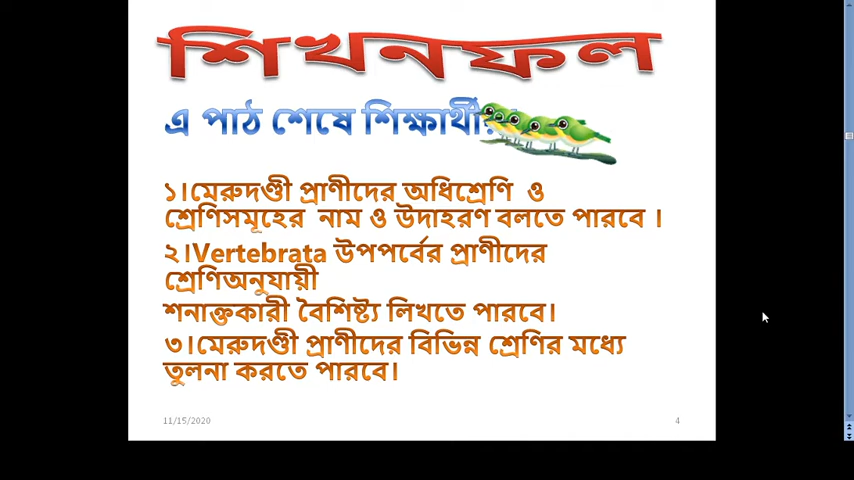 শিখনফল
এ পাঠ শেষে
১।মেরুদণ্ডী প্রাণীদের অধিশ্রেণি ও
শ্রেণিসমূহের নাম ও উদাহরণ বলতে পারবে ।
২।Vertebrata উপপর্বের প্রাণীদের
শ্রেণিঅনুযায়ী
শনাক্তকারী বৈশিষ্ট্য লিখতে পারবে।
৩।মেরুদণ্ডী প্রাণীদের বিভিন্ন শ্রেণির মধ্যে
তুলনা করতে পারবে।
11/15/2020
4